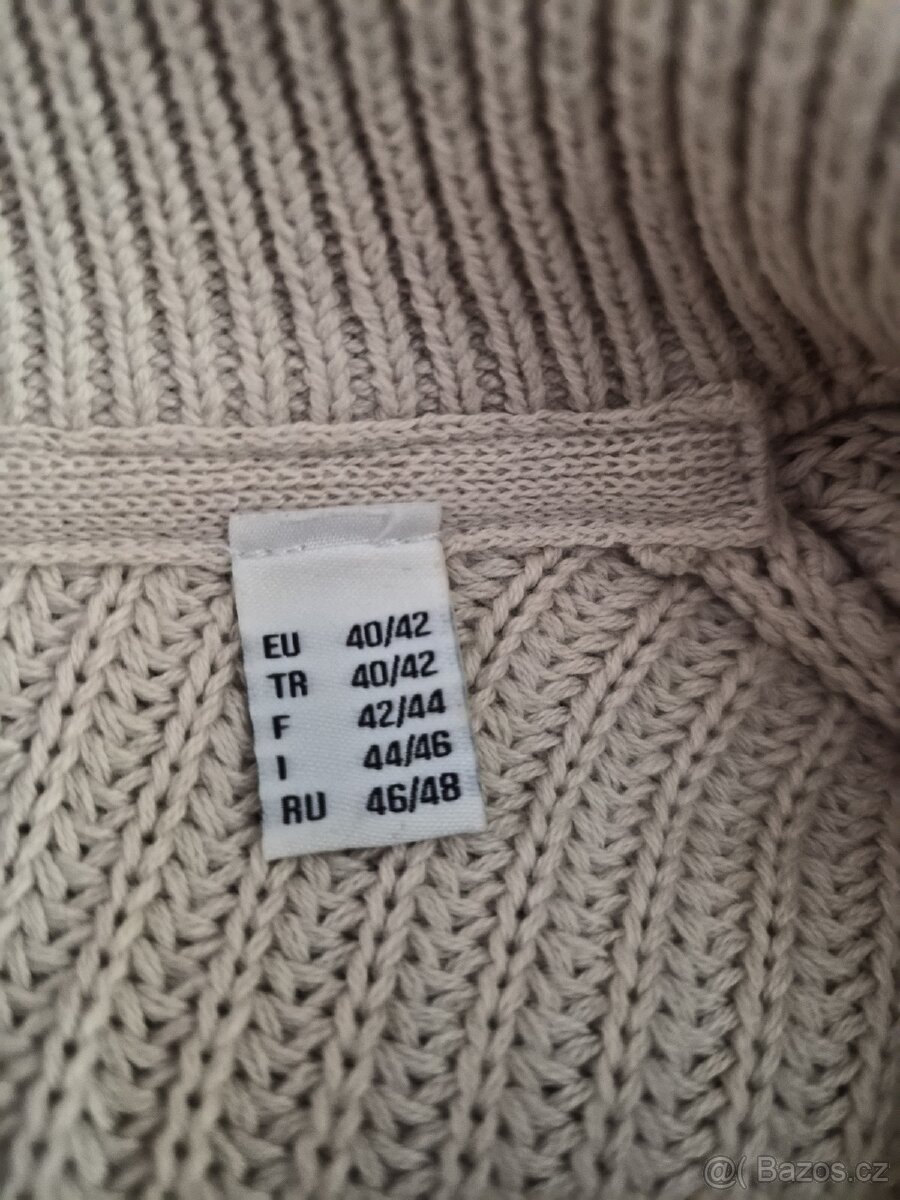 EU 40/42
TR 40/42
F 42/44
I 44/46
RU 46/48
@( Bazos.cz